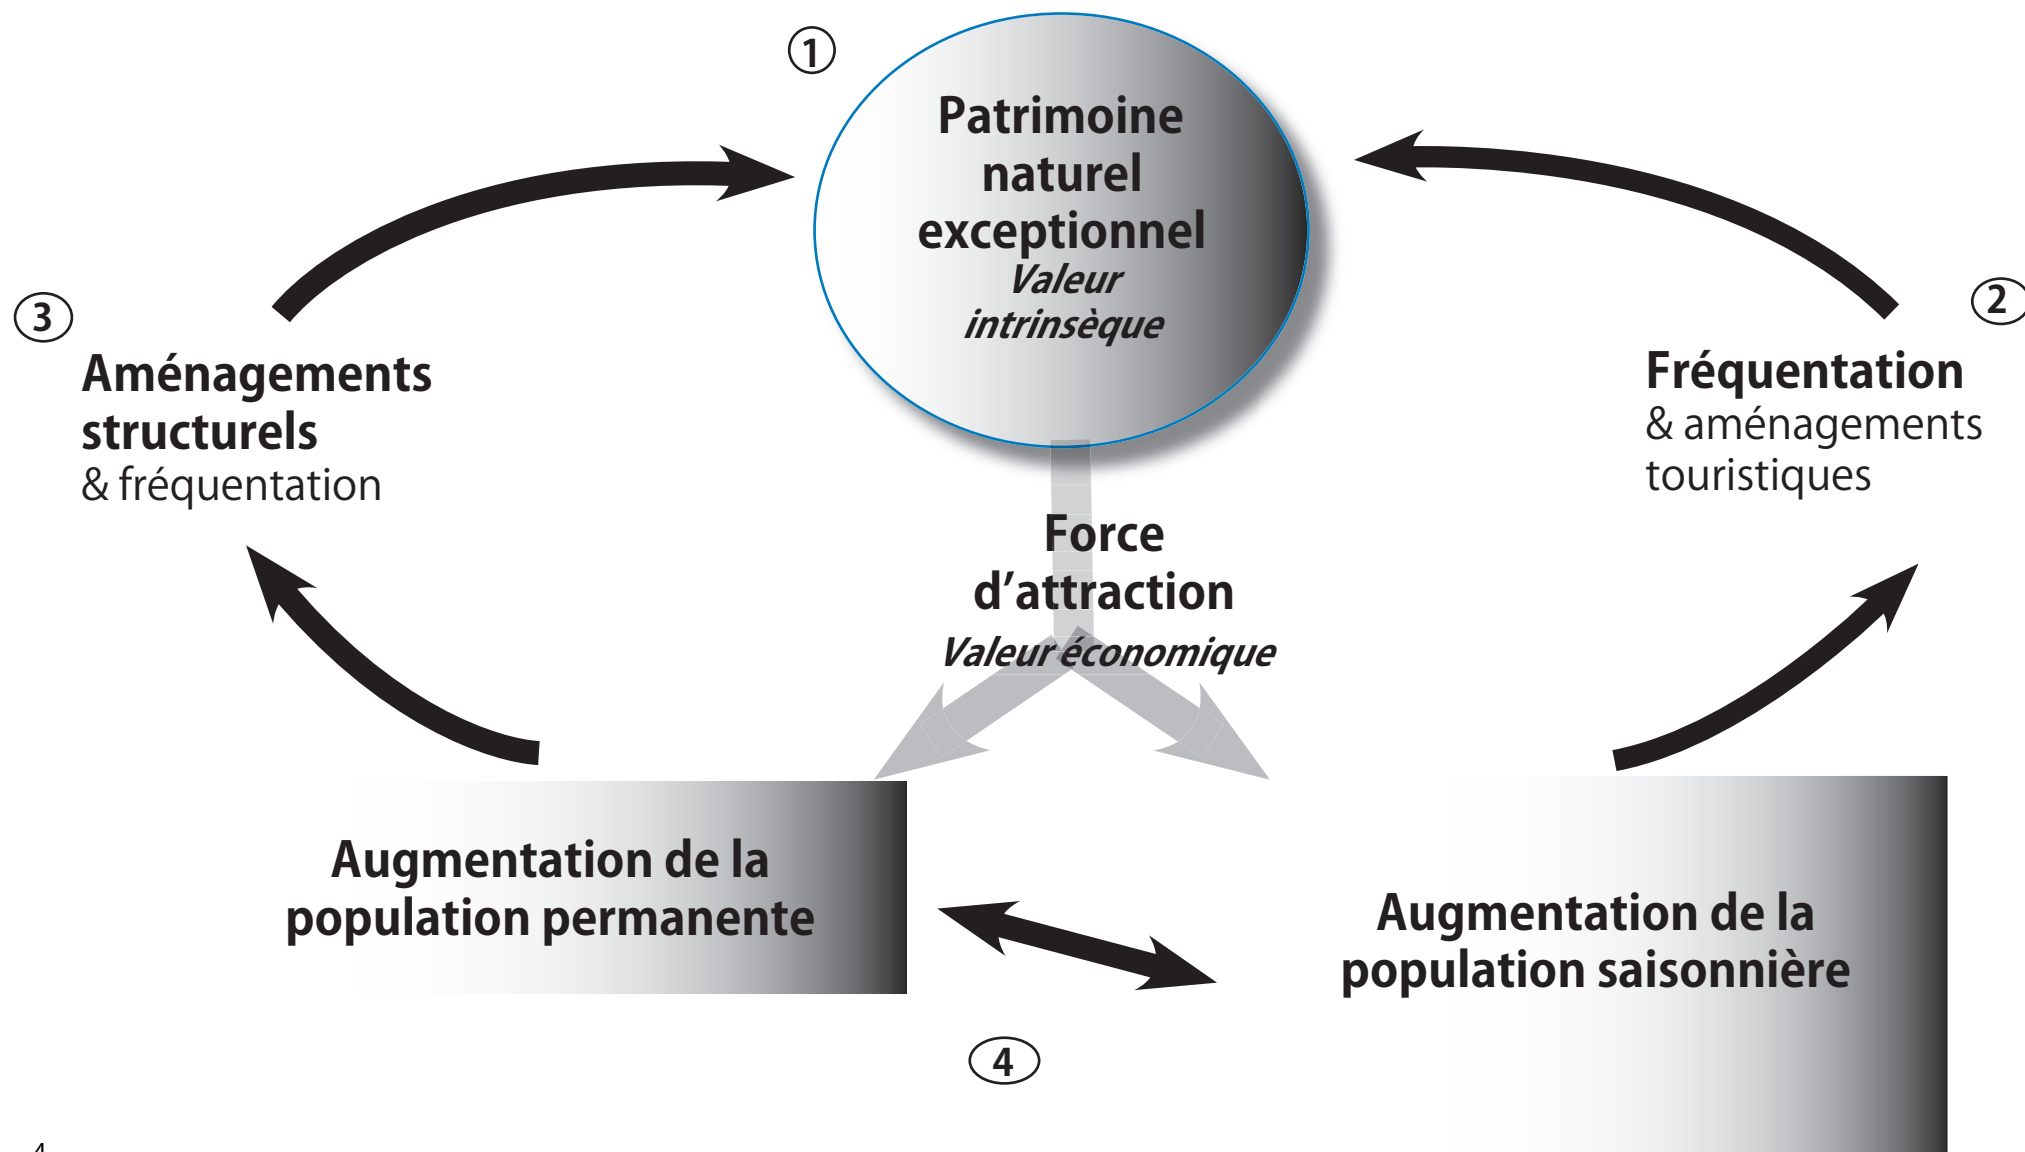 1
Patrimoine
naturel
exceptionnel
Valeur
intrinsèque
2
Fréquentation
& aménagements
touristiques
3
Aménagements
structurels
& fréquentation
Force
d’attraction
Valeur économique
Augmentation de la
population permanente
Augmentation de la
population saisonnière
4
4